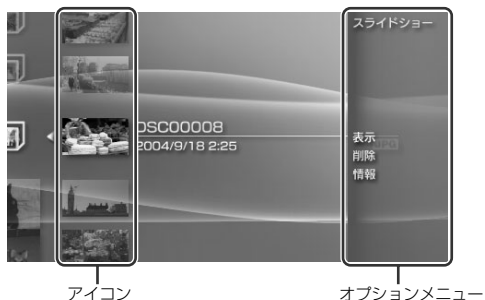 スライドショー
DSC00008
2004/9/18 2:25
表示
削除
情報
アイコン
オプションメニュー